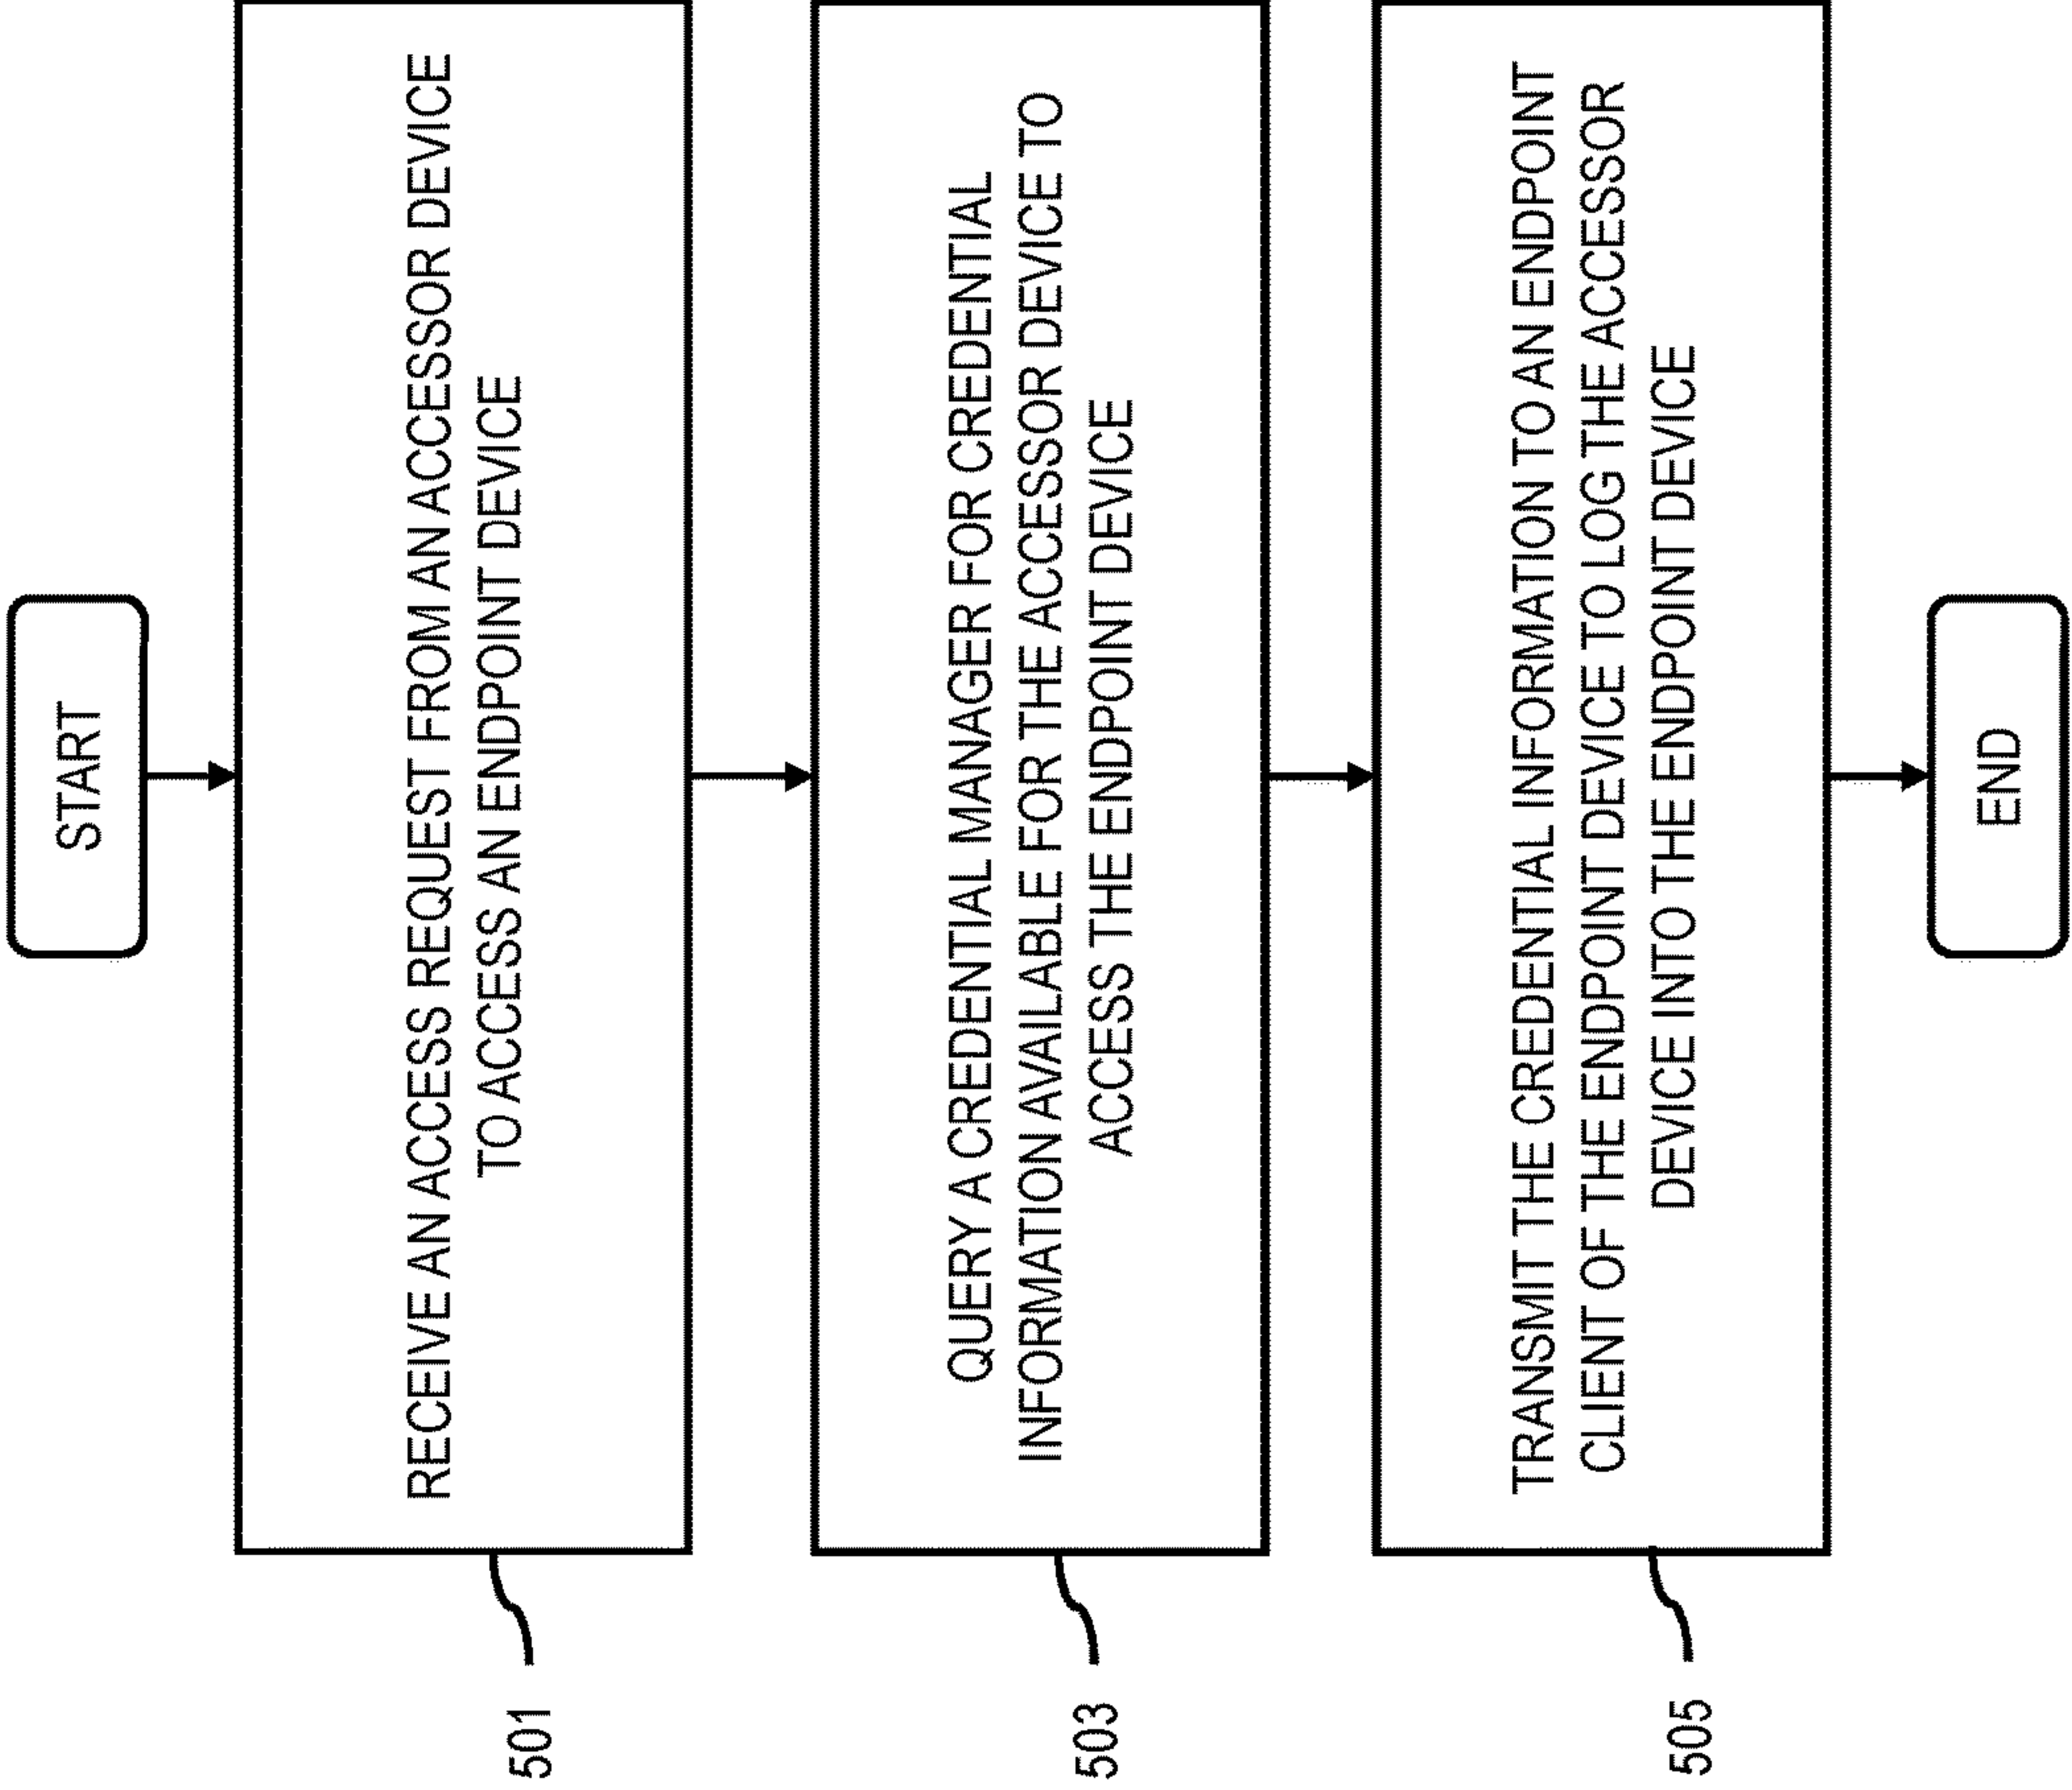 START
RECEIVE AN ACCESS REQUEST FROM AN ACCESSOR DEVICE
TO ACCESS AN ENDPOINT DEVICE
501
QUERY A CREDENTIAL MANAGER FOR CREDENTIAL
INFORMATION AVAILABLE FOR THE ACCESSOR DEVICE TO
ACCESS THE ENDPOINT DEVICE
503
TRANSMIT THE CREDENTIAL INFORMATION TO AN ENDPOINT
CLIENT OF THE ENDPOINT DEVICE TO LOG THE ACCESSOR
DEVICE INTO THE ENDPOINT DEVICE
505
END